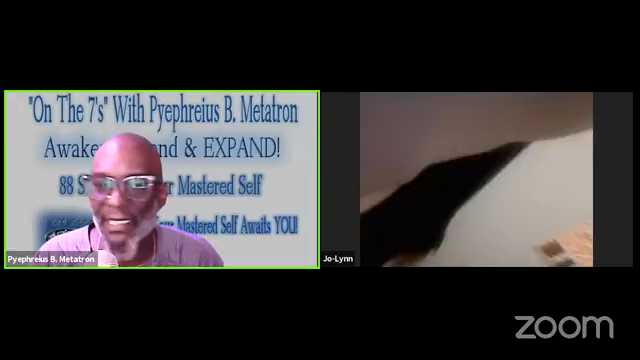 "On The 7's" With Pyephreius B. Metatron
& EXPAND!
88
r Mastered Self
Your Mastered Self Awaits YOU!
Pyephreius B. Metatron
Jo-Lynn
zoom